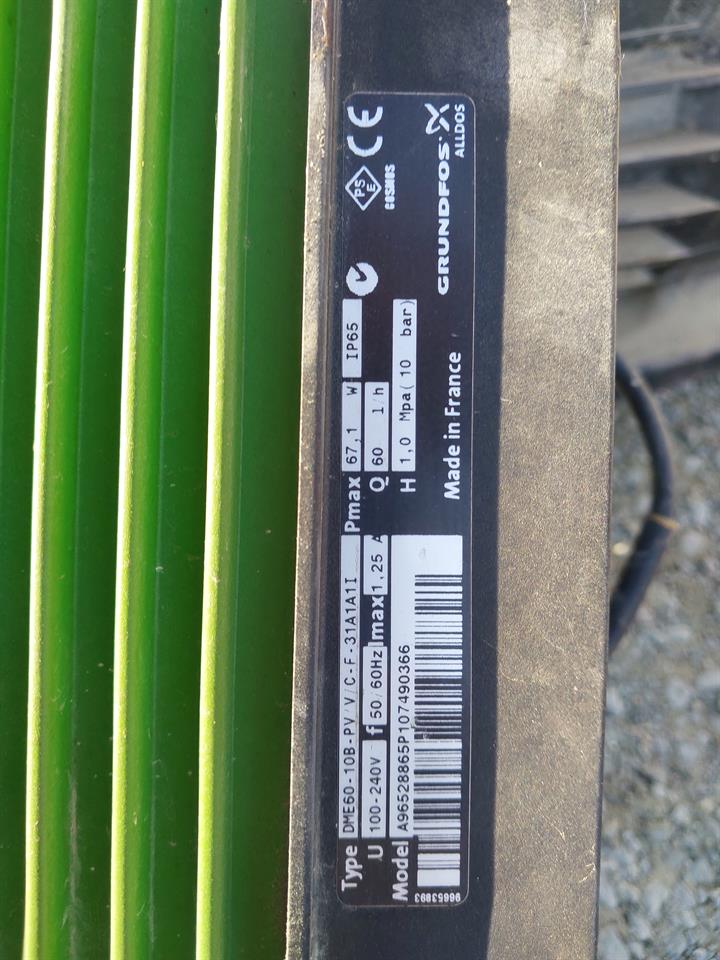 Type DME60-10B-PV/V/C-F-31A1A1I Pmax 67,1 W IP65
U 100-240V f 50/60Hz Imax 1,25 A Q 60 l/h
Model A96528865P107490366 H 1,0 Mpa( 10 bar)
Made in France
96653893
PS
E
COSMOS
CE
GRUNDFOS
ALLDOS